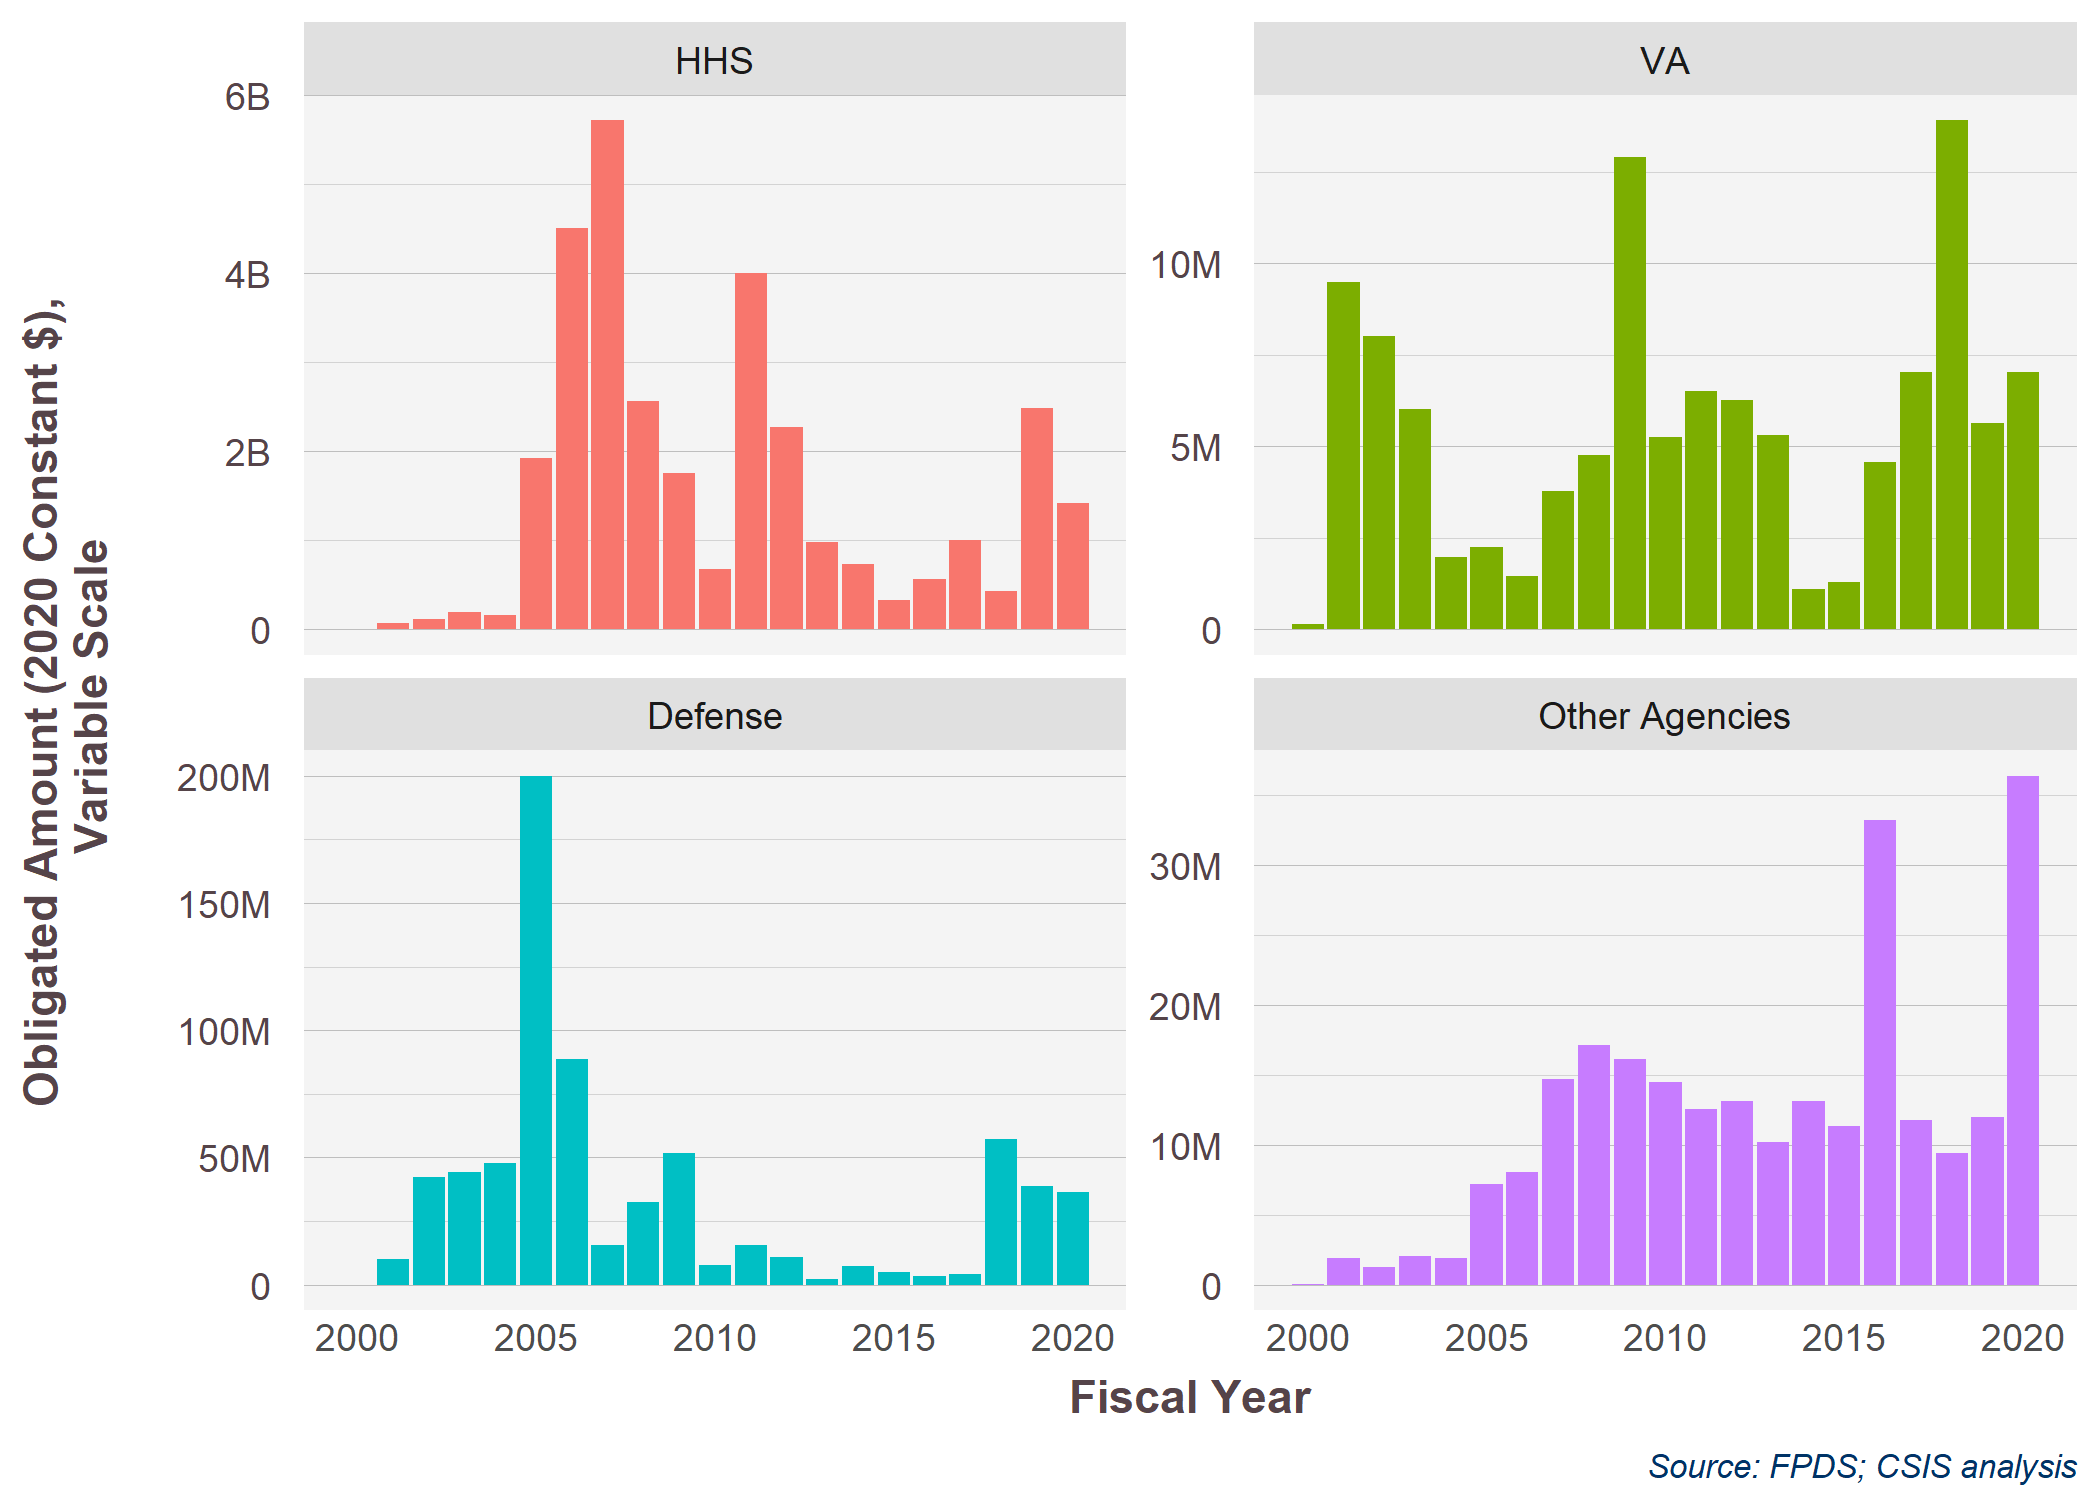 HHS
VA
6B
4B
2B
0
10M
5M
0
Obligated Amount (2020 Constant $),
Variable Scale
Defense
Other Agencies
200M
150M
100M
50M
0
30M
20M
10M
0
2000 2005 2010 2015 2020
2000 2005 2010 2015 2020
Fiscal Year
Source: FPDS; CSIS analysis